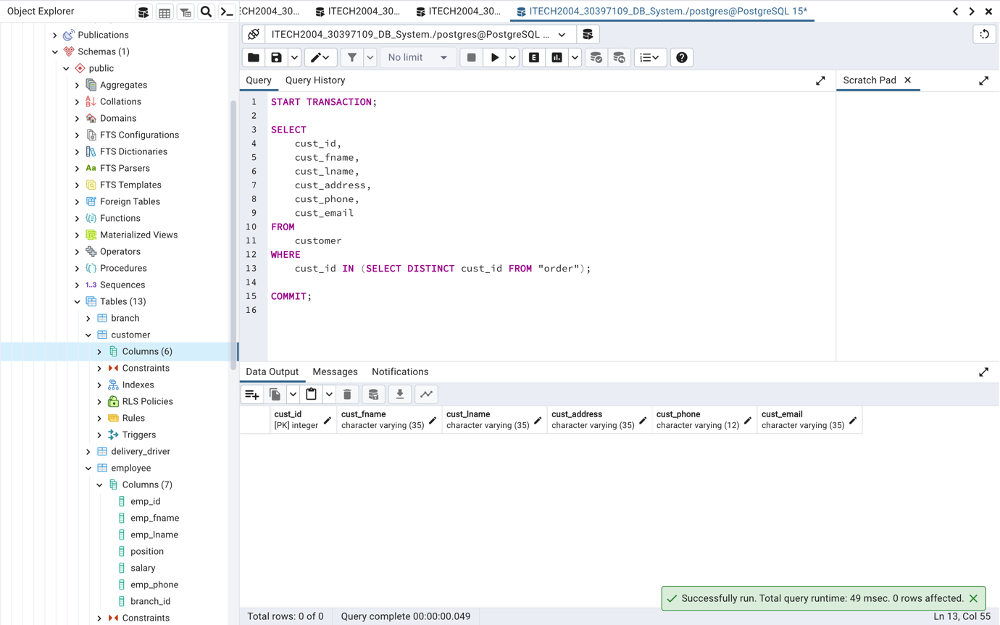 Object Explorer
Publications
Schemas (1)
public
Aggregates
Collations
Domains
FTS Configurations
FTS Dictionaries
Aa FTS Parsers
FTS Templates
Foreign Tables
Functions
Materialized Views
Operators
Procedures
1..3 Sequences
Tables (13)
branch
customer
Columns (6)
Constraints
Indexes
RLS Policies
Rules
Triggers
delivery_driver
employee
Columns (7)
emp_id
emp_fname
emp_lname
position
salary
emp_phone
branch_id
Constraints
ECH2004_30... ITECH2004_30... ITECH2004_30... ITECH2004_30397109_DB_System./postgres@PostgreSQL 15*
ITECH2004_30397109_DB_System./postgres@PostgreSQL ...
No limit
E
Query Query History
Scratch Pad
1 START TRANSACTION;
2
3 SELECT
4 cust_id,
5 cust_fname,
6 cust_lname,
7 cust_address,
8 cust_phone,
9 cust_email
10 FROM
11 customer
12 WHERE
13 cust_id IN (SELECT DISTINCT cust_id FROM "order");
14
15 COMMIT;
16
Data Output Messages Notifications
cust_id cust_fname cust_lname cust_address cust_phone cust_email
[PK] integer character varying (35) character varying (35) character varying (35) character varying (12) character varying (35)
Successfully run. Total query runtime: 49 msec. 0 rows affected.
Total rows: 0 of 0 Query complete 00:00:00.049 Ln 13, Col 55